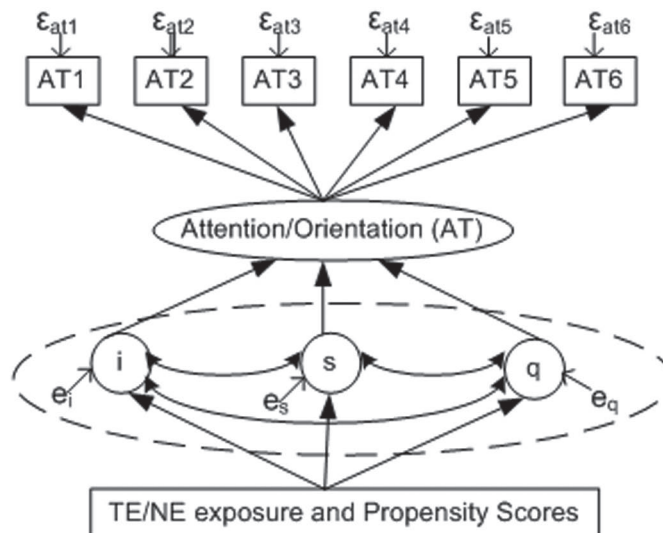 εat1 εat2 εat3 εat4 εat5 εat6
AT1 AT2 AT3 AT4 AT5 AT6
Attention/Orientation (AT)
i s q
ei es eq
TE/NE exposure and Propensity Scores